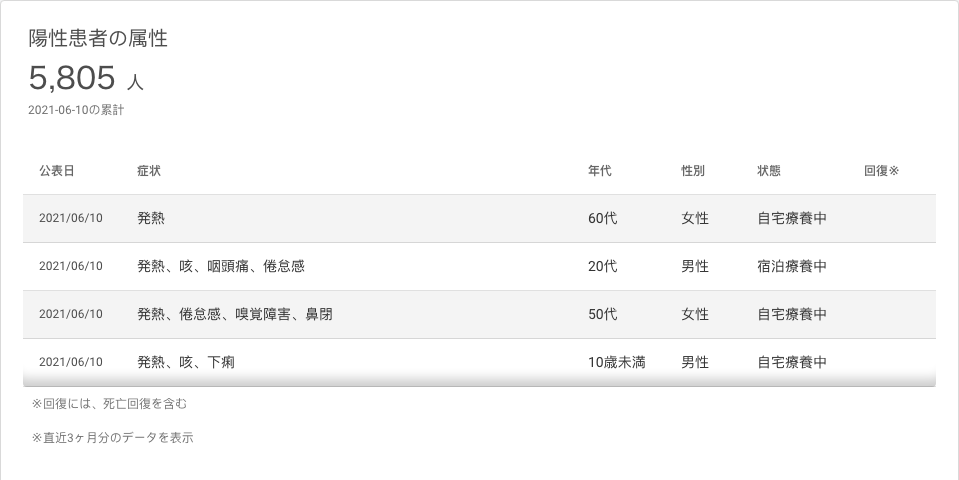 陽性患者の属性
5,805 人
2021-06-10の累計
公表日 症状 年代 性別 状態 回復※
2021/06/10 発熱 60代 女性 自宅療養中
2021/06/10 発熱、咳、咽頭痛、倦怠感 20代 男性 宿泊療養中
2021/06/10 発熱、倦怠感、嗅覚障害、鼻閉 50代 女性 自宅療養中
2021/06/10 発熱、咳、下痢 10歳未満 男性 自宅療養中
※回復には、死亡回復を含む
※直近3ヶ月分のデータを表示